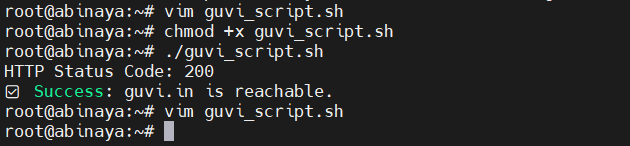 root@abinaya:~# vim guvi_script.sh
root@abinaya:~# chmod +x guvi_script.sh
root@abinaya:~# ./guvi_script.sh
HTTP Status Code: 200
☑ Success: guvi.in is reachable.
root@abinaya:~# vim guvi_script.sh
root@abinaya:~#